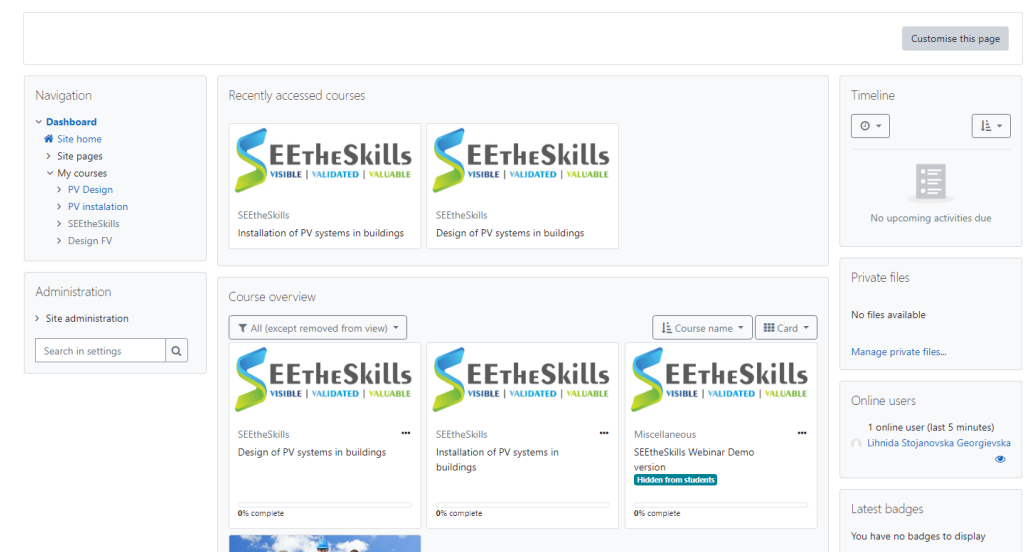 Customise this page
Navigation
Dashboard
Site home
Site pages
My courses
PV Design
PV instalation
SEEtheSkills
Design FV
Administration
Site administration
Search in settings
Recently accessed courses
SEETHESkills
VISIBLE | VALIDATED | VALUABLE
SEEtheSkills
Installation of PV systems in buildings
SEETHESkills
VISIBLE | VALIDATED | VALUABLE
SEEtheSkills
Design of PV systems in buildings
Course overview
All (except removed from view)
Course name
Card
SEETHESkills
VISIBLE | VALIDATED | VALUABLE
SEEtheSkills
Design of PV systems in buildings
0% complete
SEETHESkills
VISIBLE | VALIDATED | VALUABLE
SEEtheSkills
Installation of PV systems in
buildings
0% complete
SEETHESkills
VISIBLE | VALIDATED | VALUABLE
Miscellaneous
SEEtheSkills Webinar Demo
version
Hidden from students
0% complete
Timeline
No upcoming activities due
Private files
No files available
Manage private files...
Online users
1 online user (last 5 minutes)
Lihnida Stojanovska Georgievska
Latest badges
You have no badges to display